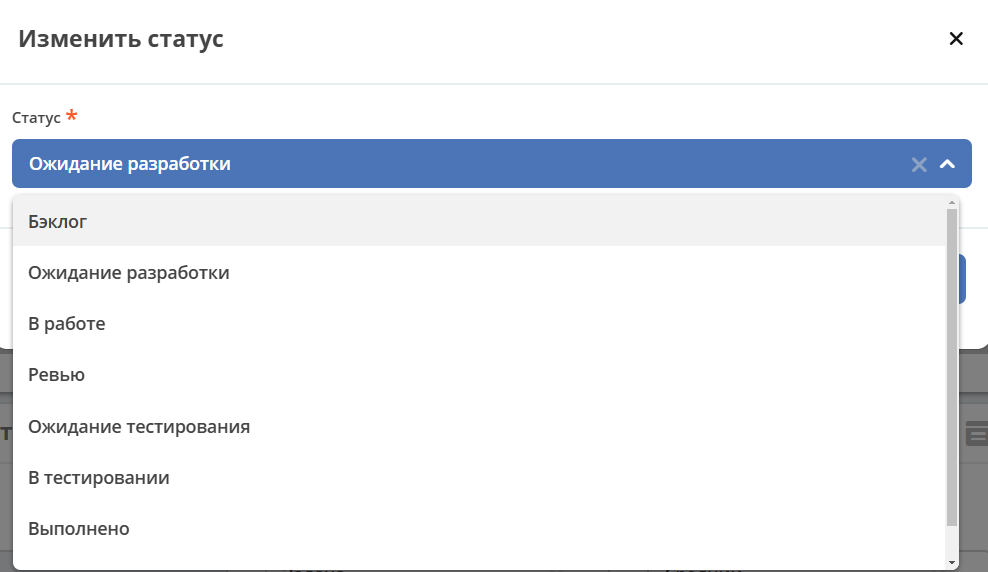 Изменить статус
Статус *
Ожидание разработки
Бэклог
Ожидание разработки
В работе
Ревью
Ожидание тестирования
В тестировании
Выполнено